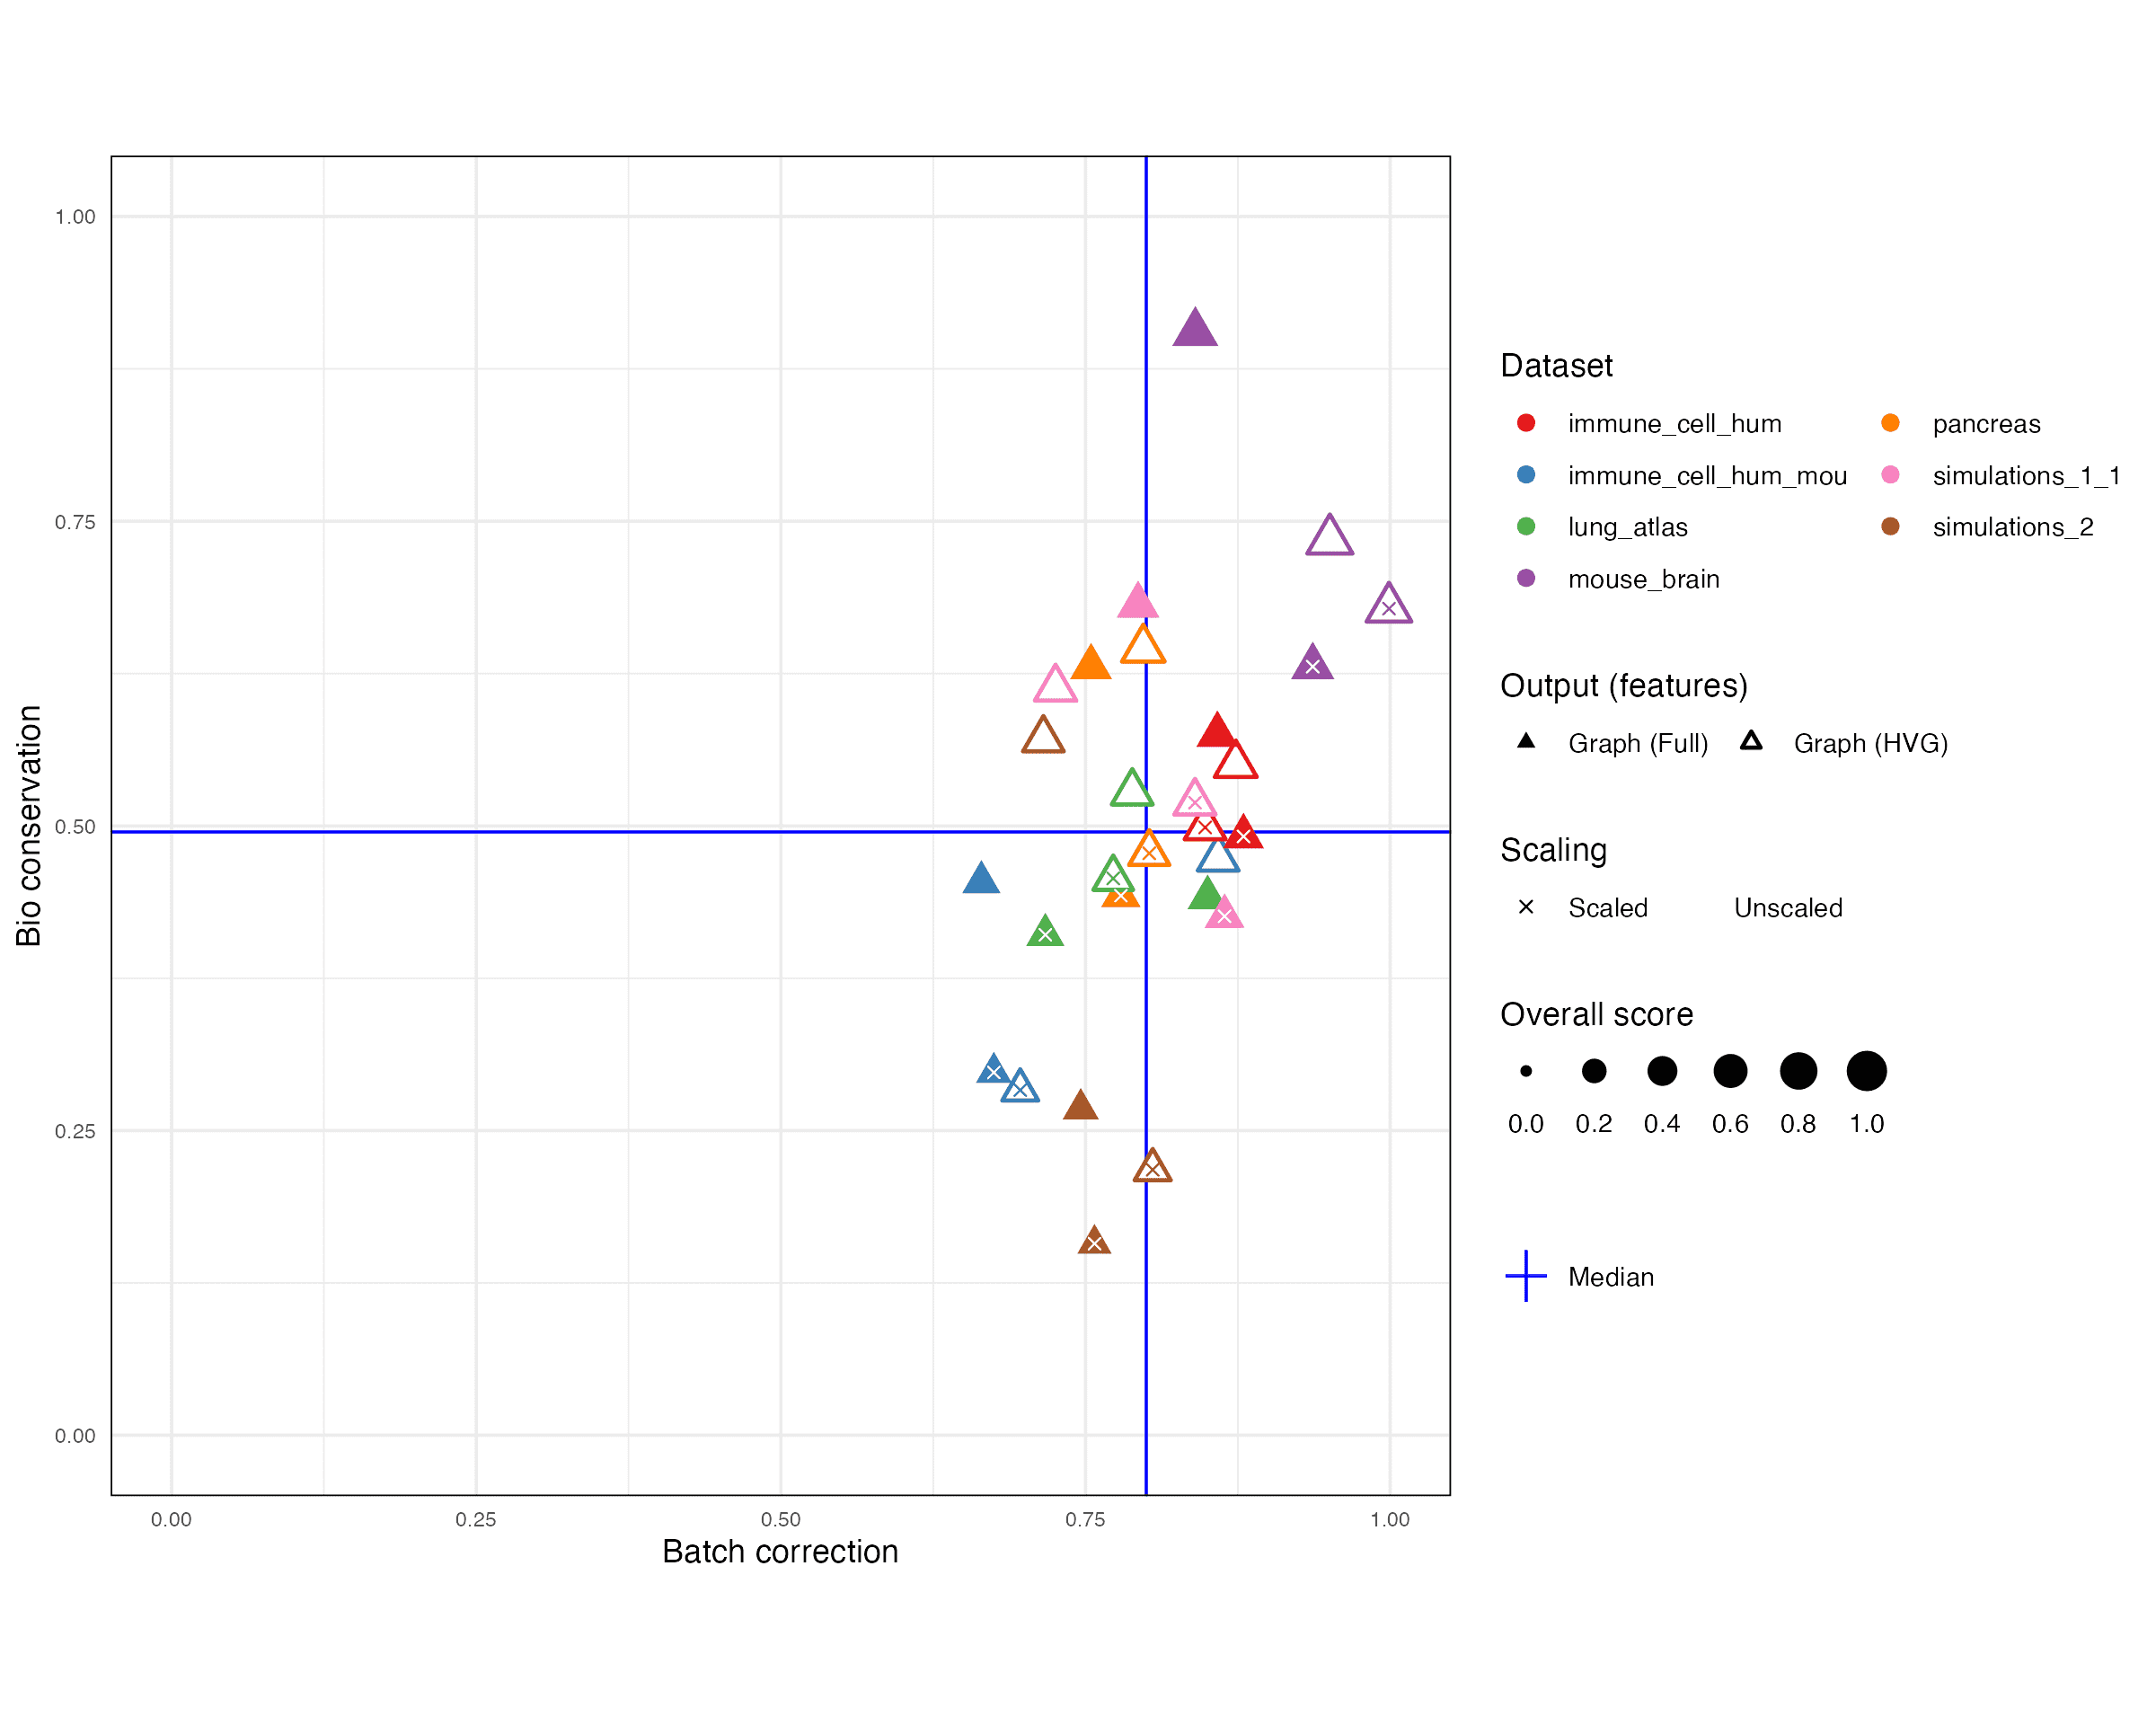 1.00
0.75
0.50
0.25
0.00
Bio conservation
0.00 0.25 0.50 0.75 1.00
Batch correction
Dataset
immune_cell_hum pancreas
immune_cell_hum_mou simulations_1_1
lung_atlas simulations_2
mouse_brain
Output (features)
Graph (Full) Graph (HVG)
Scaling
Scaled Unscaled
Overall score
0.0 0.2 0.4 0.6 0.8 1.0
Median